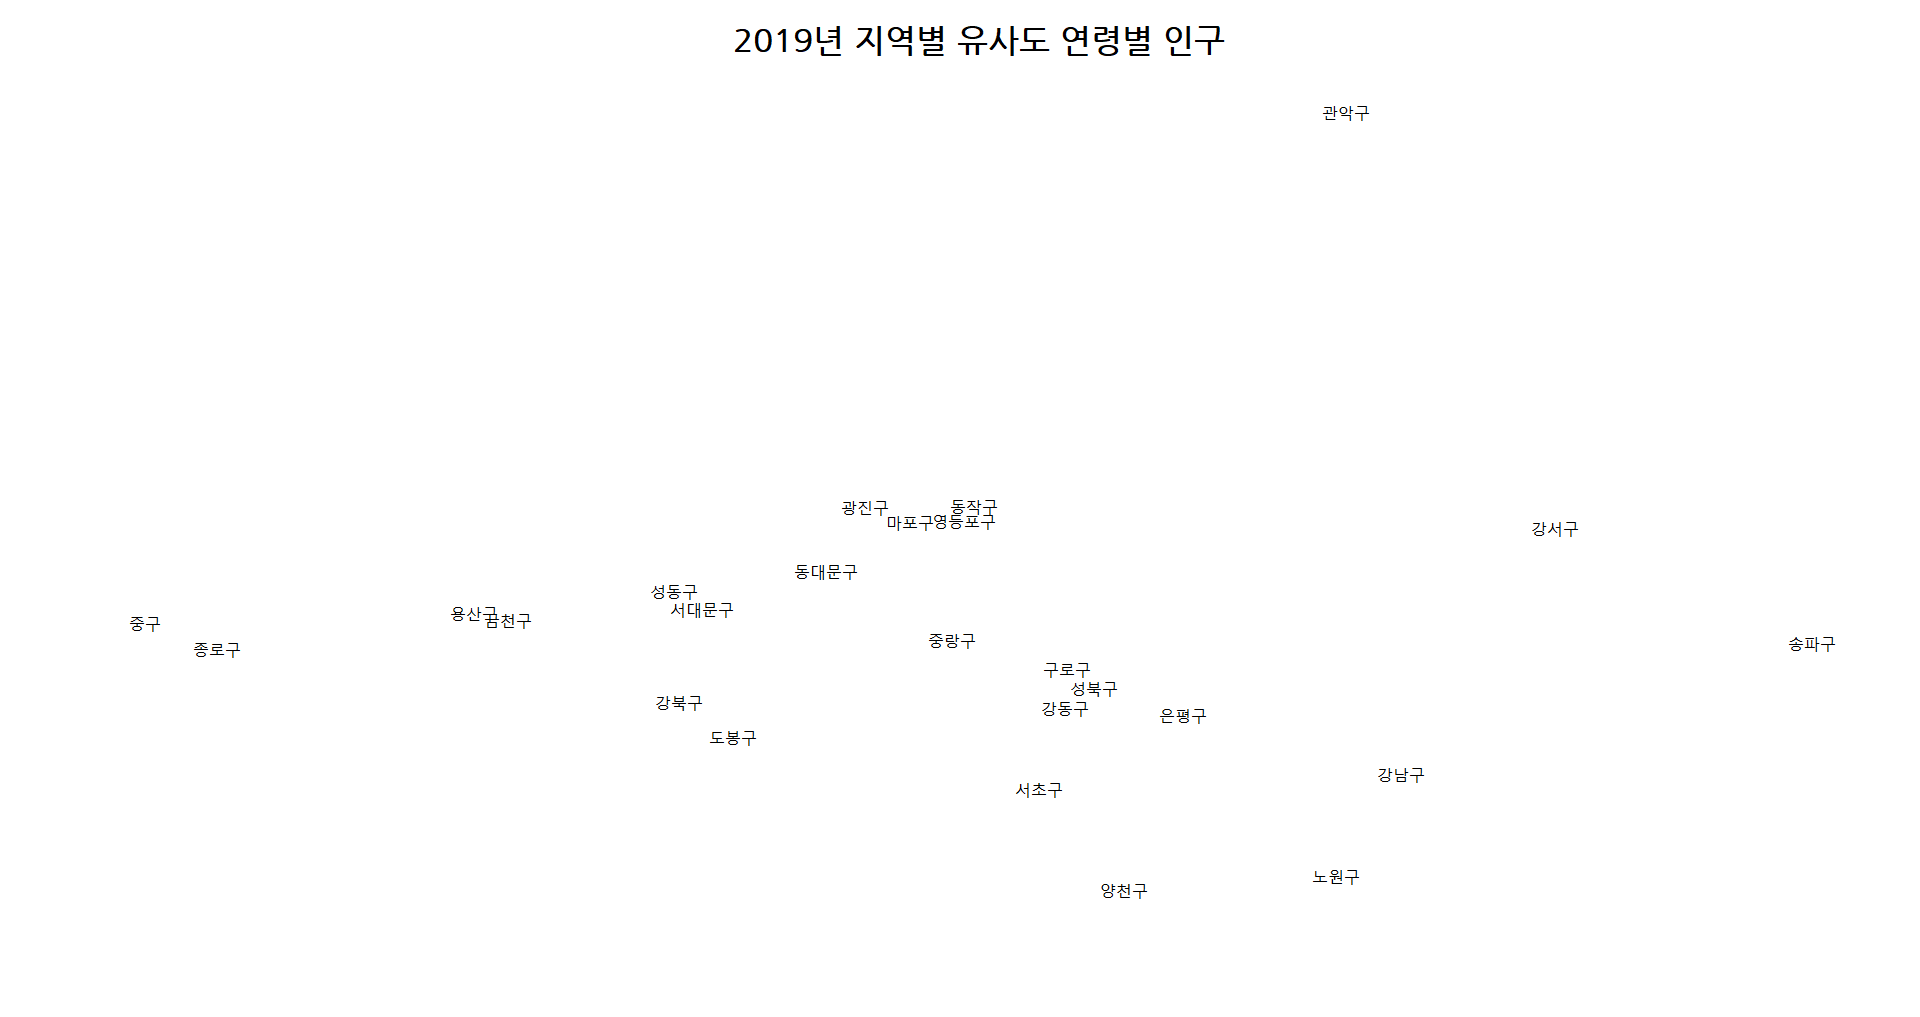 2019년 지역별 유사도 연령별 인구
관악구
광진구
동작구
마포구
영등포구
강서구
동대문구
성동구
서대문구
용산구
금천구
중구
종로구
중랑구
송파구
구로구
성북구
강북구
강동구
은평구
도봉구
강남구
서초구
노원구
양천구